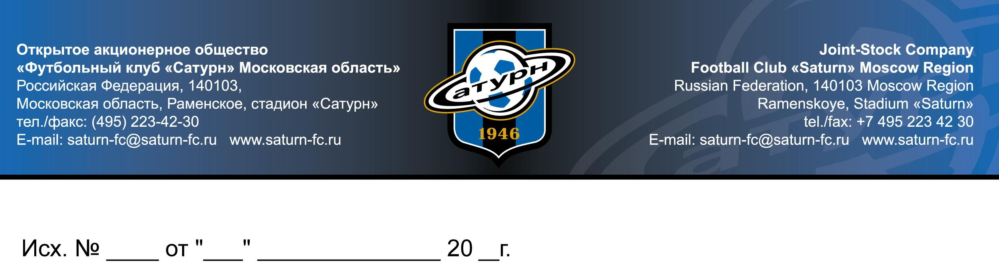 Открытое акционерное общество
«Футбольный клуб «Сатурн» Московская область»
Российская Федерация, 140103,
Московская область, Раменское, стадион «Сатурн»
тел./факс: (495) 223-42-30
E-mail: saturn-fc@saturn-fc.ru www.saturn-fc.ru
Сатурн
1946
Joint-Stock Company
Football Club «Saturn» Moscow Region
Russian Federation, 140103 Moscow Region
Ramenskoye, Stadium «Saturn»
tel./fax: +7 495 223 42 30
E-mail: saturn-fc@saturn-fc.ru www.saturn-fc.ru
Исх. № ____ от "___" ______________ 20 __г.